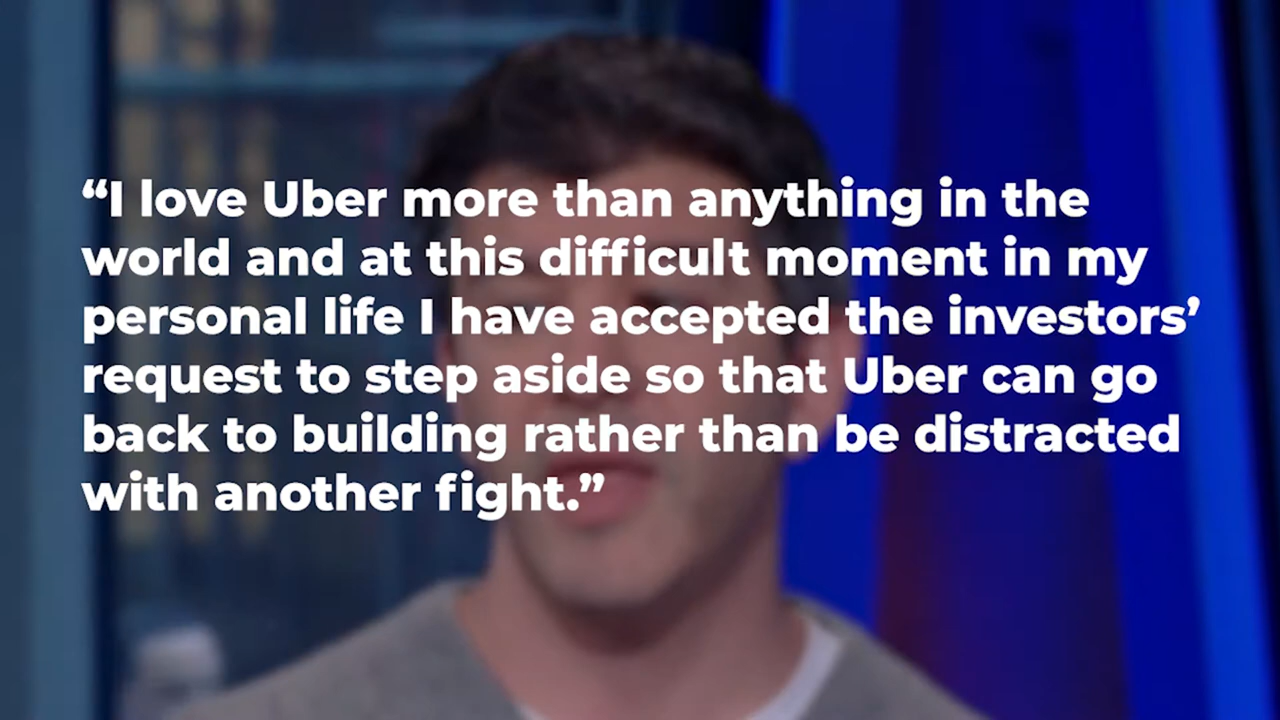 “I love Uber more than anything in the
world and at this difficult moment in my
personal life I have accepted the investors’
request to step aside so that Uber can go
back to building rather than be distracted
with another fight.”